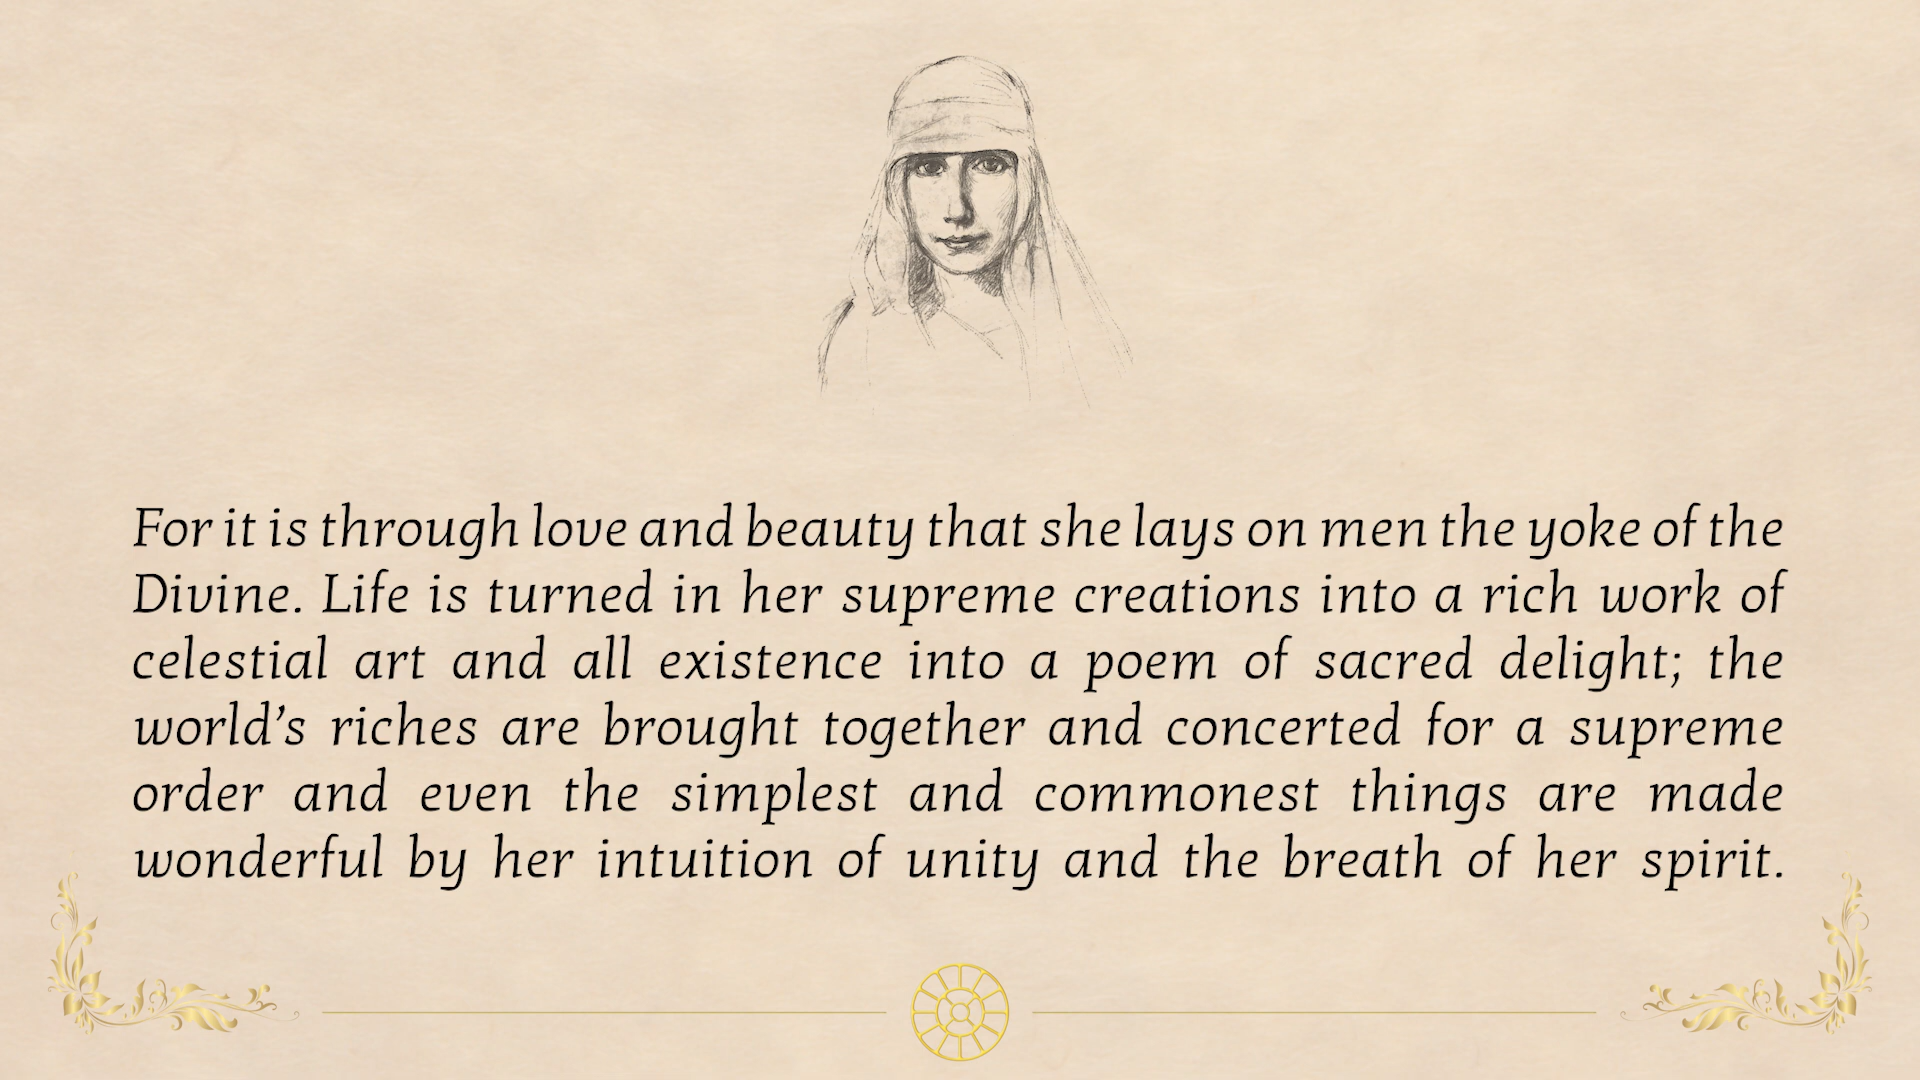 For it is through love and beauty that she lays on men the yoke of the
Divine. Life is turned in her supreme creations into a rich work of
celestial art and all existence into a poem of sacred delight; the
world’s riches are brought together and concerted for a supreme
order and even the simplest and commonest things are made
wonderful by her intuition of unity and the breath of her spirit.